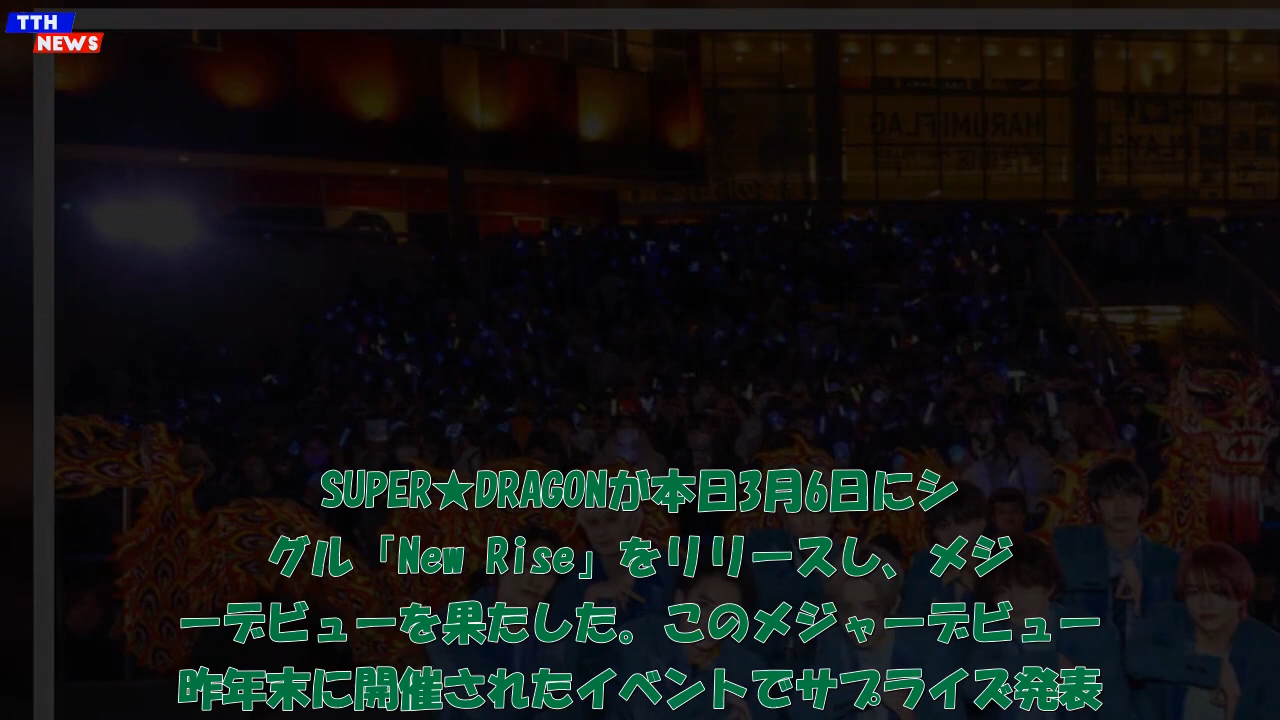 TTH
NEWS
HARUMI FLAG
SUPER★DRAGONが本日3月6日にシ
グル「New Rise」をリリースし、メジ
ーデビューを果たした。このメジャーデビュー
昨年末に開催されたイベントでサプライズ発表